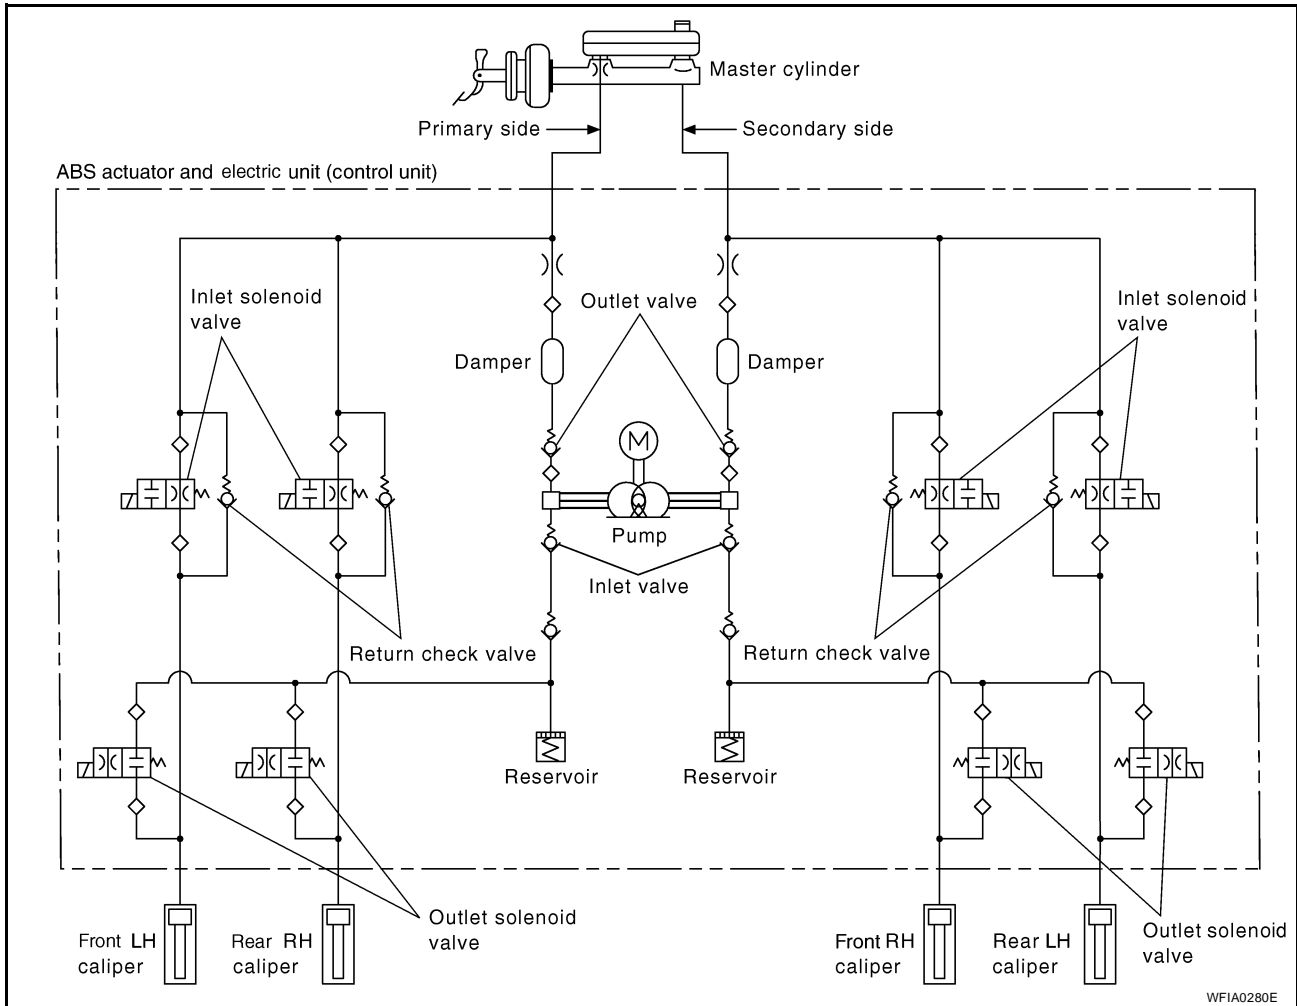 Master cylinder
Primary side
Secondary side
ABS actuator and electric unit (control unit)
Inlet solenoid
valve
Outlet valve
Inlet solenoid
valve
Damper
Damper
M
Pump
Inlet valve
Return check valve
Return check valve
Reservoir
Reservoir
Outlet solenoid
valve
Front LH
caliper
Rear RH
caliper
Front RH
caliper
Rear LH
caliper
Outlet solenoid
valve
WFIA0280E